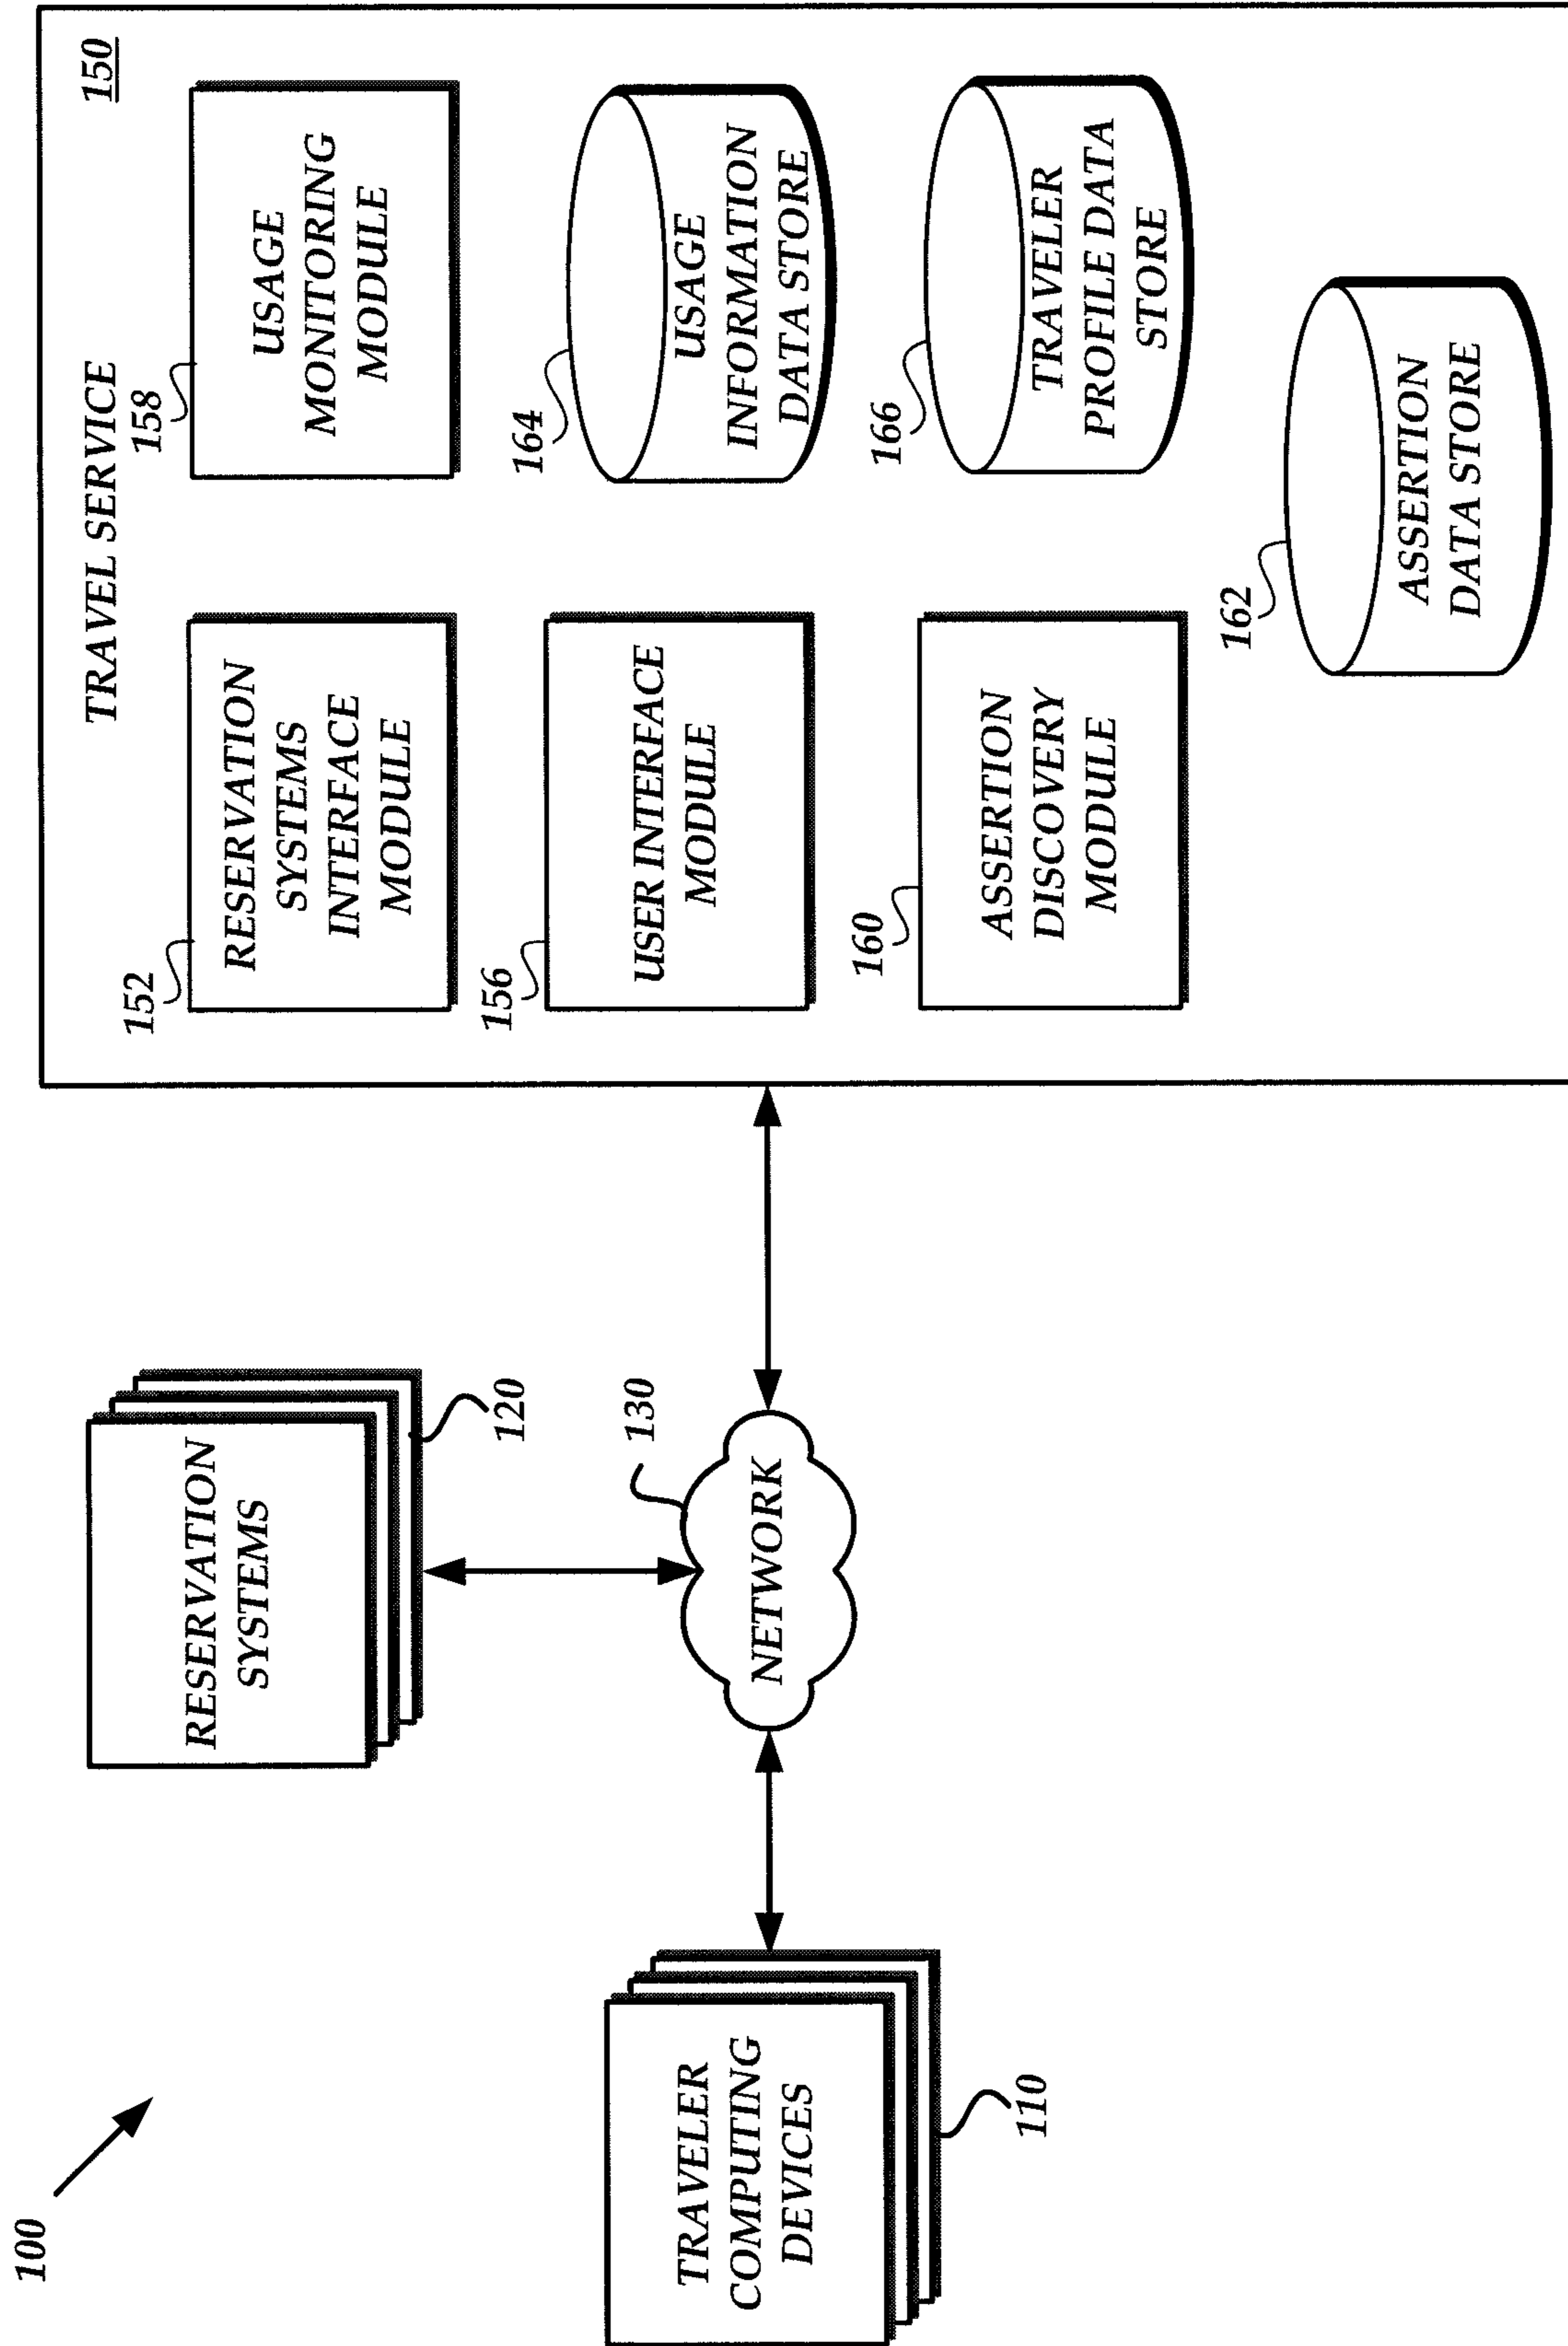 100
TRAVELER
COMPUTING
DEVICES
110
RESERVATION
SYSTEMS
120
130
NETWORK
TRAVEL SERVICE
150
152
RESERVATION
SYSTEMS
INTERFACE
MODULE
158
USAGE
MONITORING
MODULE
156
USER INTERFACE
MODULE
164
USAGE
INFORMATION
DATA STORE
160
ASSERTION
DISCOVERY
MODULE
166
TRAVELER
PROFILE DATA
STORE
162
ASSERTION
DATA STORE